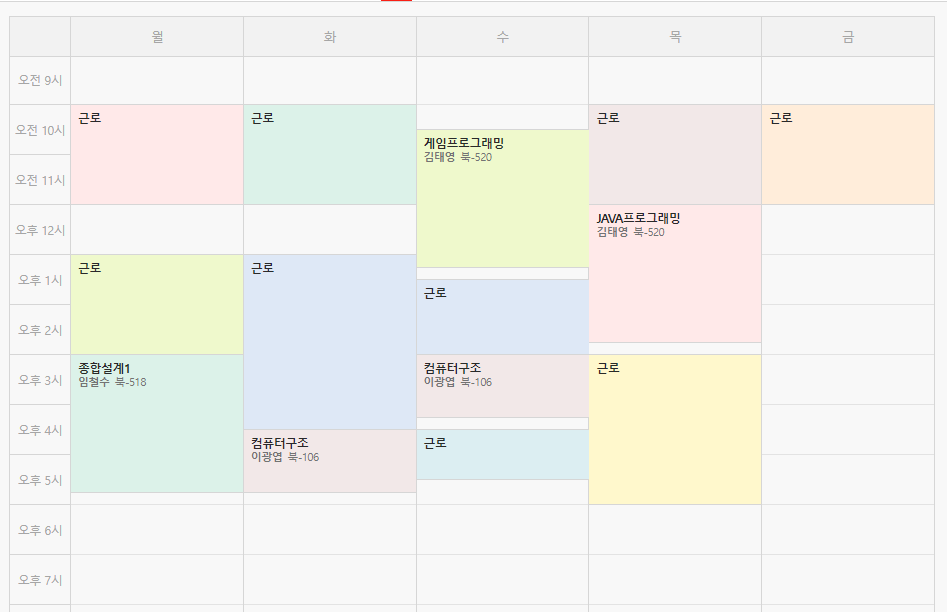 월 화 수 목 금
오전 9시
오전 10시
오전 11시
오후 12시
오후 1시
오후 2시
오후 3시
오후 4시
오후 5시
오후 6시
오후 7시
근로
근로
종합설계1
임철수 북-518
근로
근로
컴퓨터구조
이광엽 북-106
게임프로그래밍
김태영 북-520
근로
컴퓨터구조
이광엽 북-106
근로
근로
JAVA프로그래밍
김태영 북-520
근로
근로